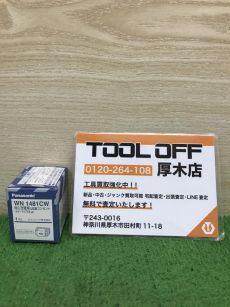 Panasonic
WN 1481CW
TOOL OFF
0120-264-108 厚木店
工具買取強化中！！
新品・中古・ジャンク買取可能 宅配査定・出張査定・LINE査定
無料で査定いたします！
〒243-0016
神奈川県厚木市田村町 11-18